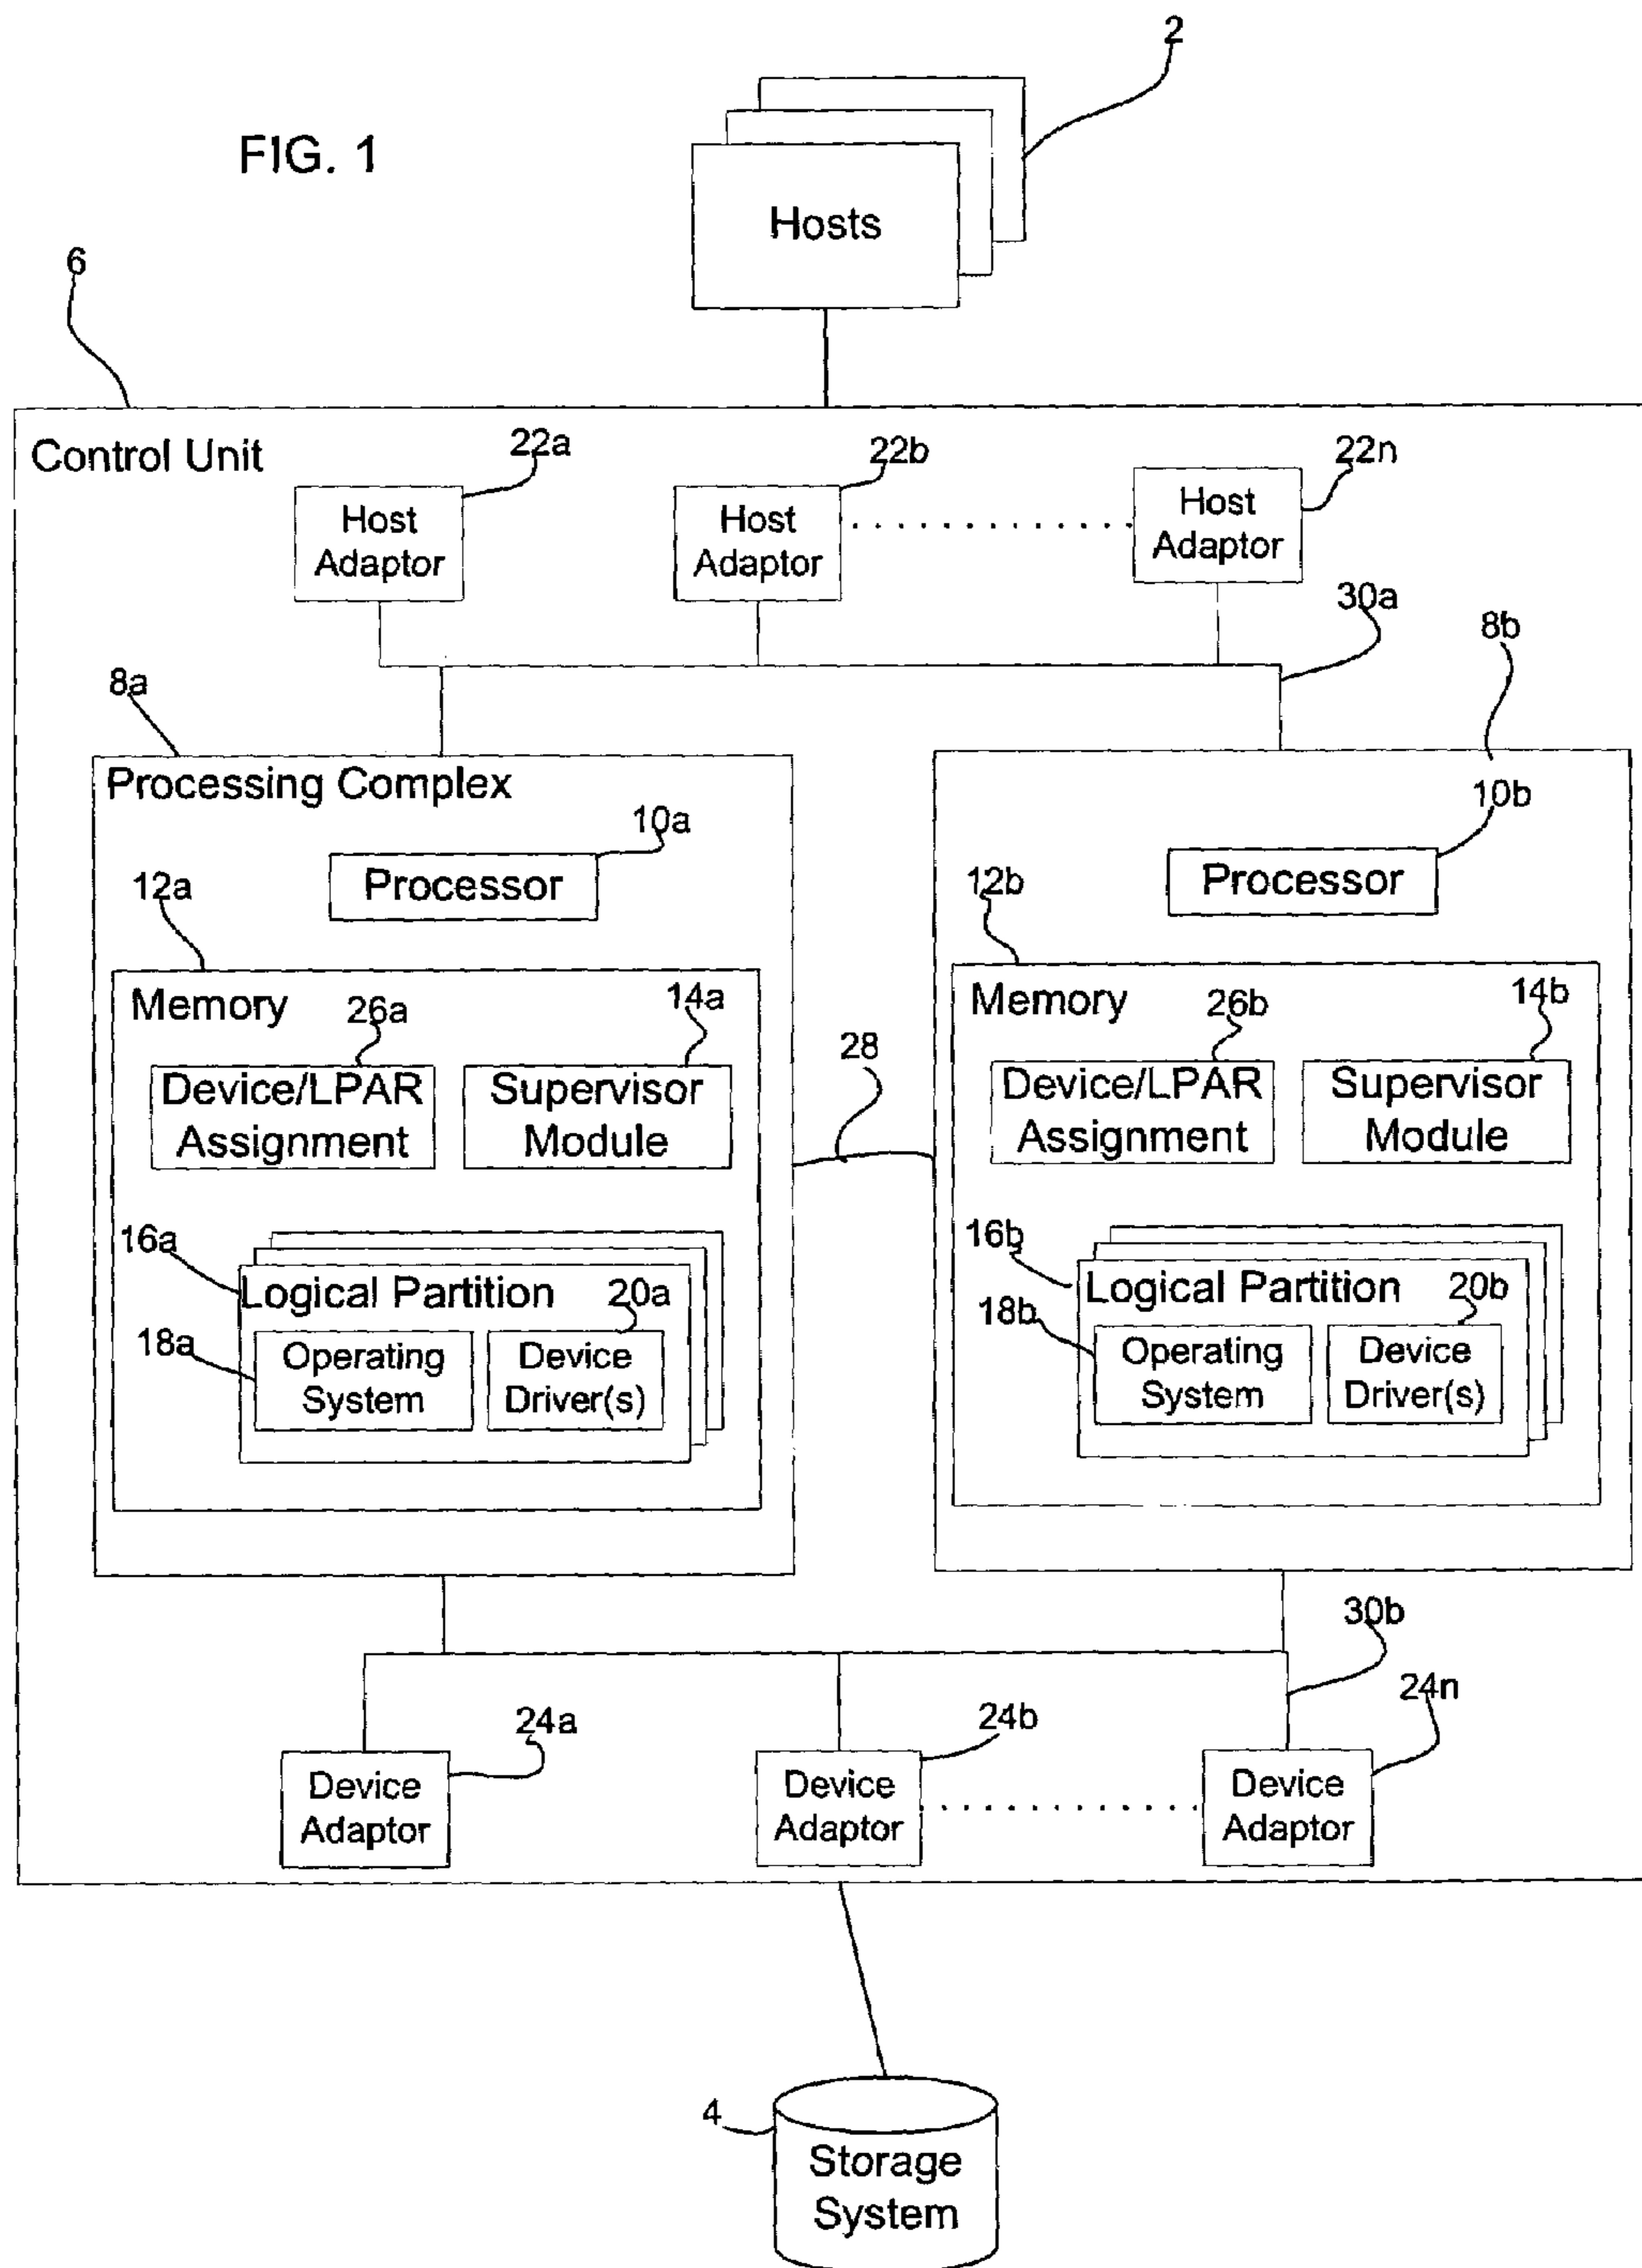 2
FIG. 1
Hosts
6
Control Unit
22a
22b
22n
Host
Adaptor
Host
Adaptor
Host
Adaptor
30a
8b
8a
Processing Complex
10a
10b
Processor
Processor
12a
12b
Memory
26a
14a
Memory
26b
14b
28
Device/LPAR
Assignment
Supervisor
Module
Device/LPAR
Assignment
Supervisor
Module
16a
16b
Logical Partition
20a
Logical Partition
20b
18a
18b
Operating
System
Device
Driver(s)
Operating
System
Device
Driver(s)
30b
24a
24b
24n
Device
Adaptor
Device
Adaptor
Device
Adaptor
4
Storage
System